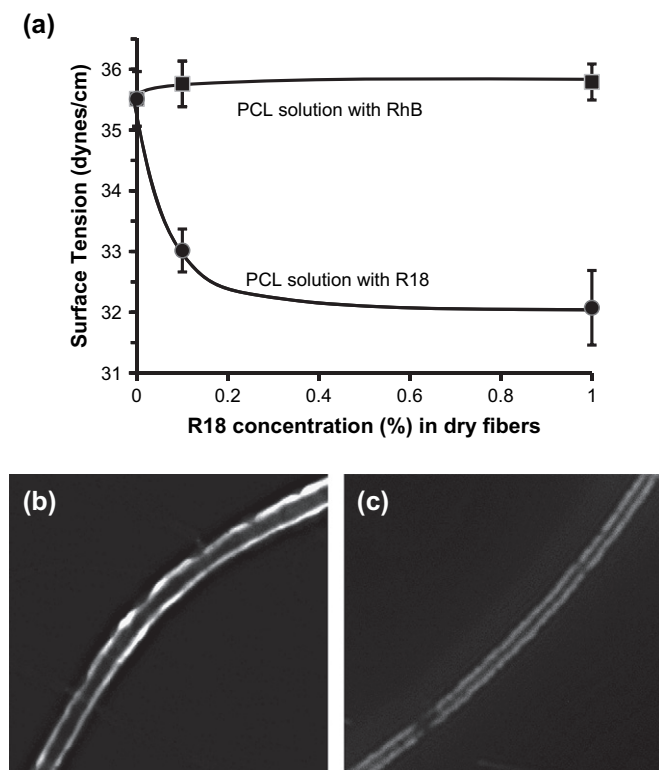 (a)
36
35
34
33
32
31
Surface Tension (dynes/cm)
PCL solution with RhB
PCL solution with R18
0
0.2
0.4
0.6
0.8
1
R18 concentration (%) in dry fibers
(b)
(c)